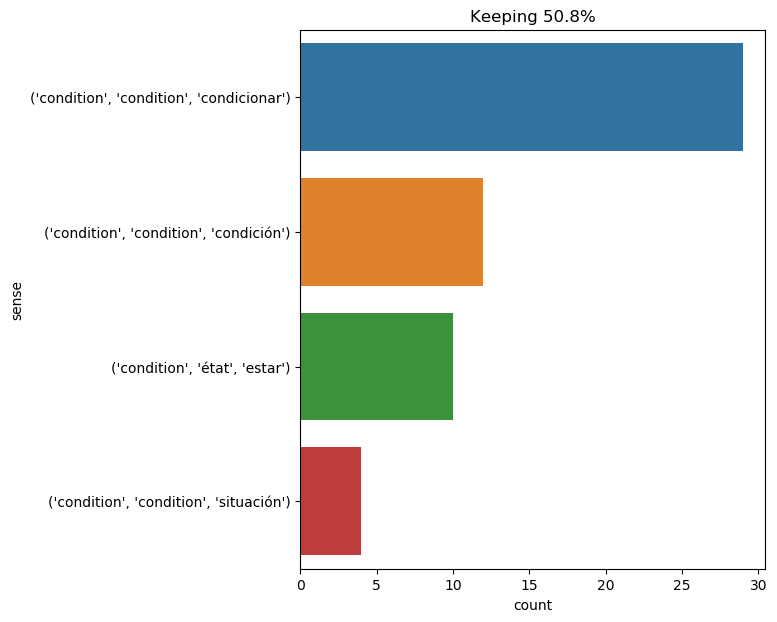 Keeping 50.8%
('condition', 'condition', 'condicionar')
('condition', 'condition', 'condición')
sense
('condition', 'état', 'estar')
('condition', 'condition', 'situación')
0 5 10 15 20 25 30
count